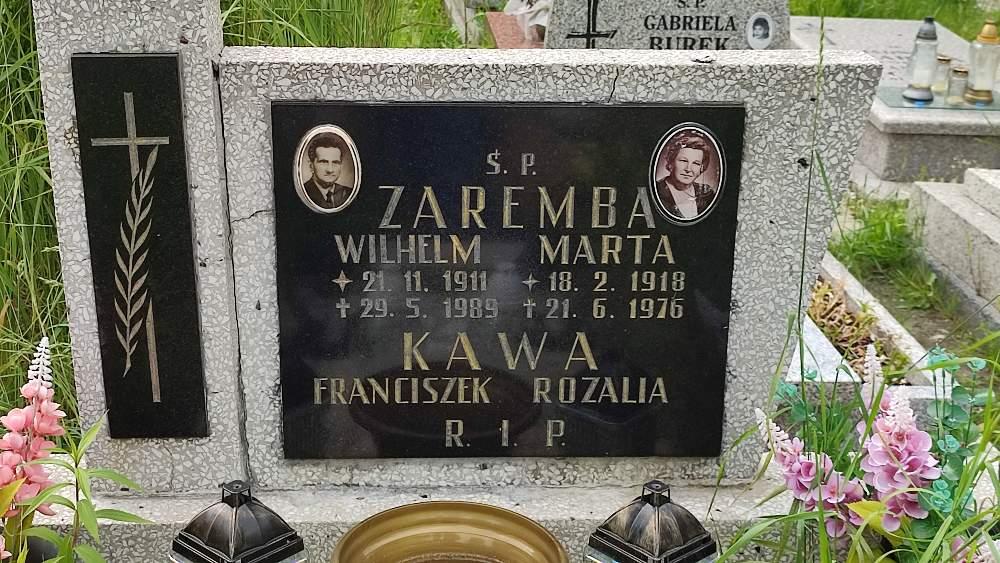 Ś. P.
GABRIELA
BUREK
Ś. P.
ZAREMBA
WILHELM MARTA
21. 11. 1911 18. 2. 1918
29. 5. 1989 21. 6. 1976
KAWA
FRANCISZEK ROZALIA
R. I. P.